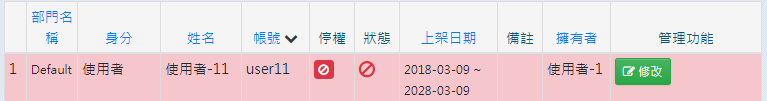 部門名稱 身分 姓名 帳號 停權 狀態 上架日期 備註 擁有者 管理功能
1 Default 使用者 使用者-11 user11 2018-03-09 ~ 使用者-1 修改
2028-03-09